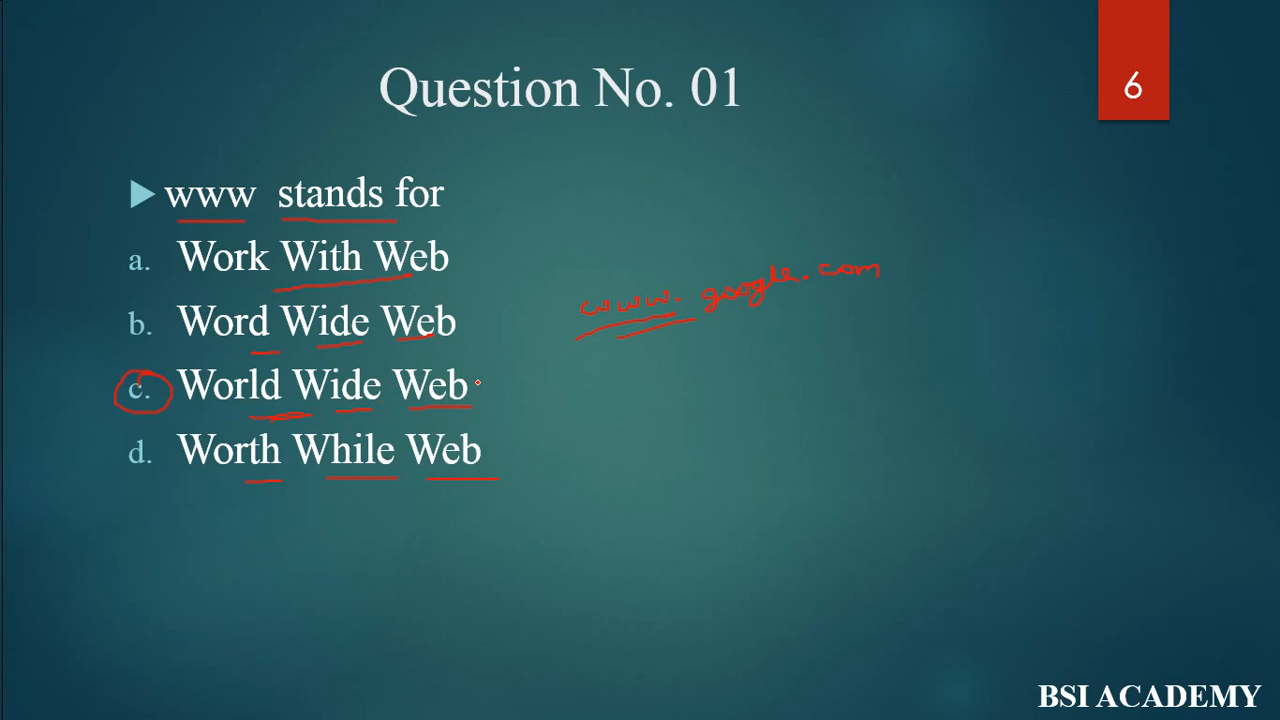 Question No. 01
6
www stands for
a. Work With Web
b. Word Wide Web
www. google.com
c. World Wide Web
d. Worth While Web
BSI ACADEMY